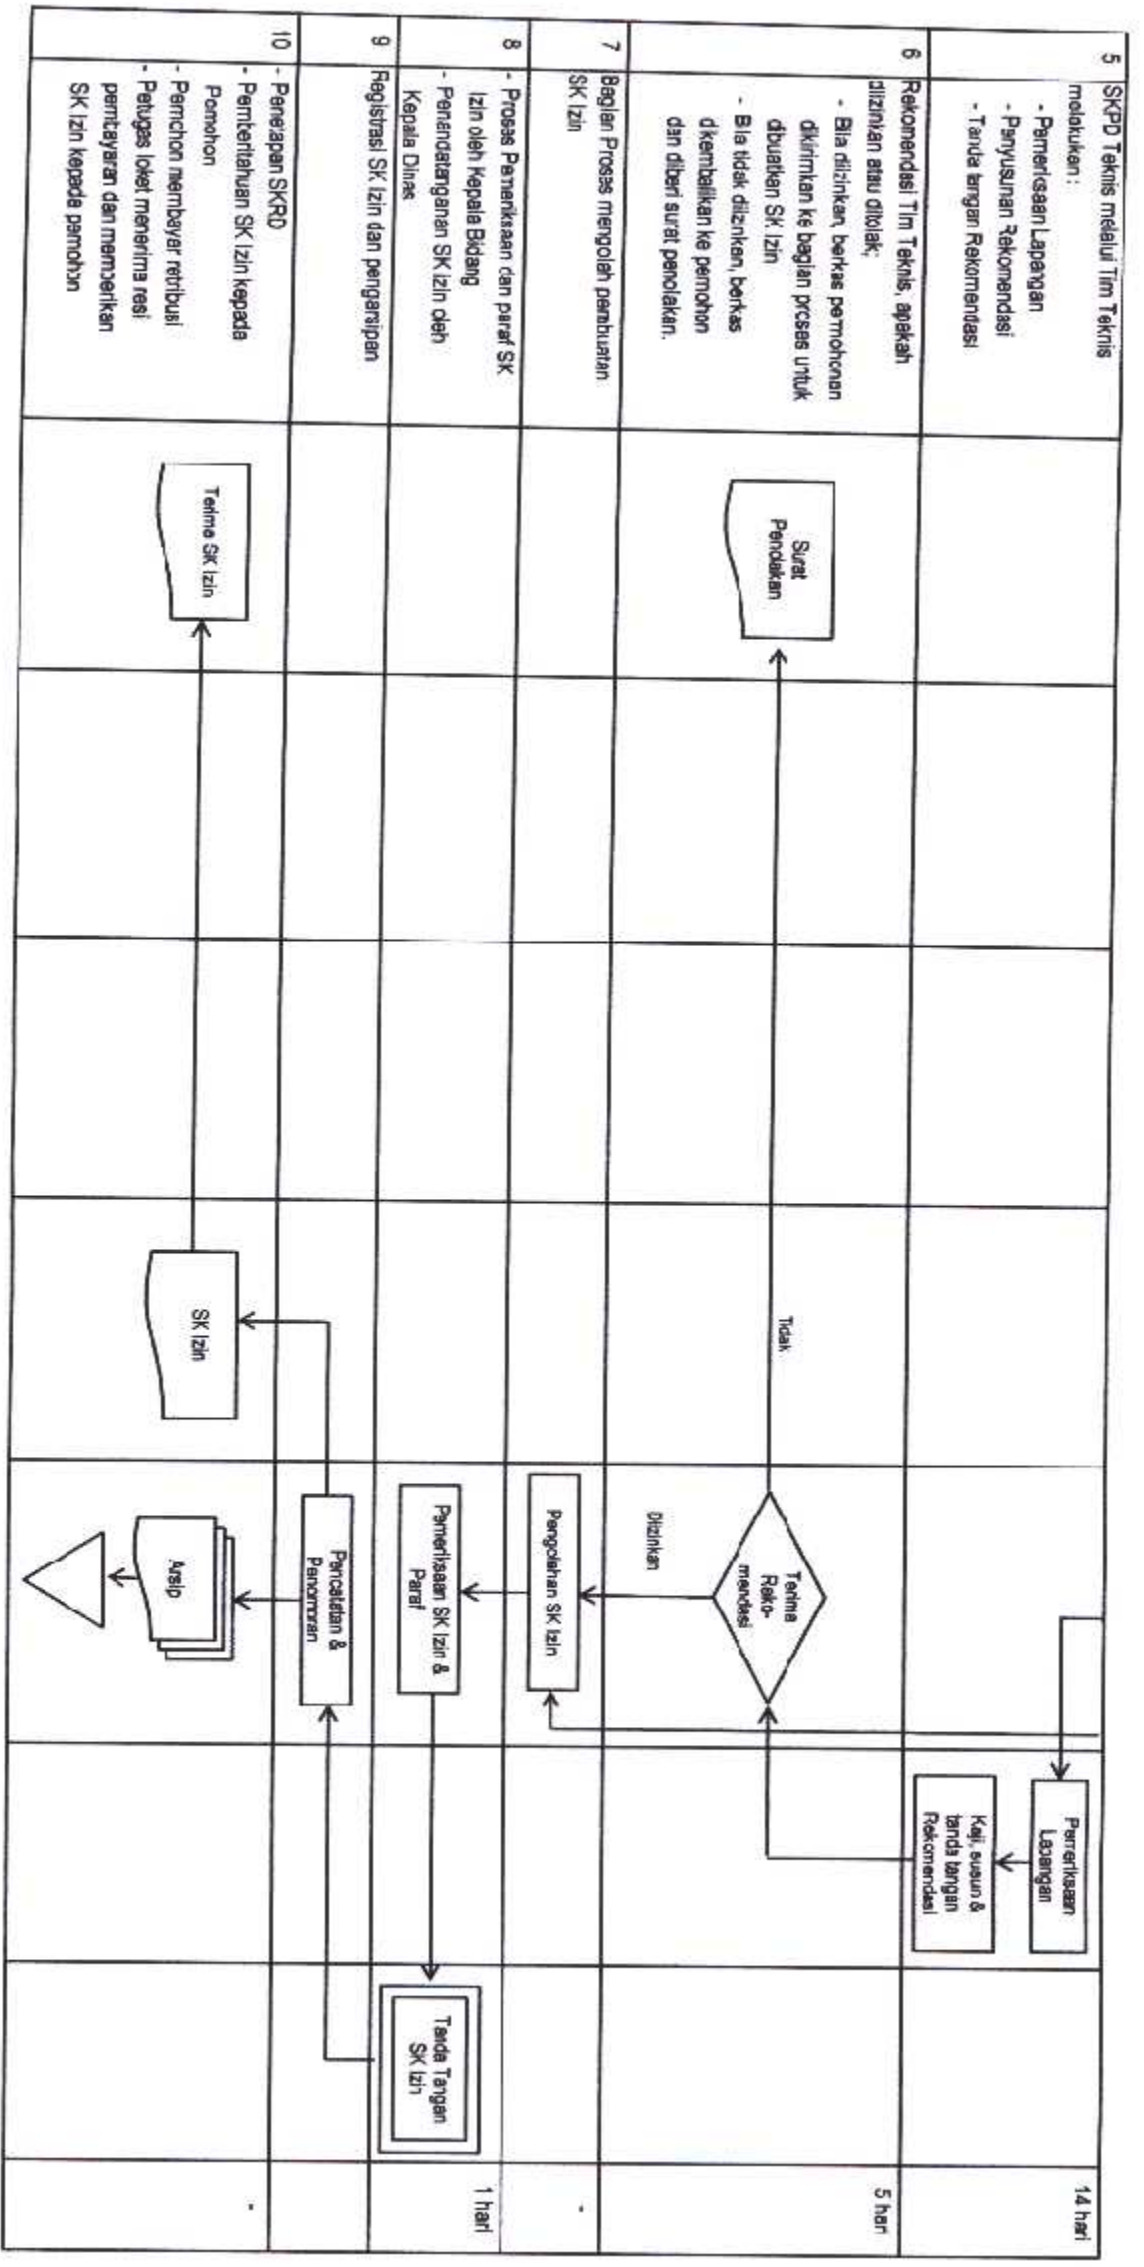 5 SKPD Teknis melalui Tim Teknis
melakukan :
- Pemeriksaan Lapangan
- Penyusunan Rekomendasi
- Tanda tangan Rekomendasi
Pemeriksaan
Lapangan
Kaji, susun &
tanda tangan
Rekomendasi
14 hari
6 Rekomendasi Tim Teknis, apakah
diizinkan atau ditolak;
- Bila diizinkan, berkas permohonan
dikirimkan ke bagian proses untuk
dibuatkan SK Izin
- Bila tidak diizinkan, berkas
dikembalikan ke pemohon
dan diberi surat penolakan.
Surat
Penolakan
Tidak
Terima
Reko-
mendasi
Diizinkan
5 hari
7 Bagian Proses mengolah pembuatan
SK Izin
Pengolahan SK Izin
-
8 - Proses Pemeriksaan dan paraf SK
Izin oleh Kepala Bidang
- Penandatanganan SK Izin oleh
Kepala Dinas
Pemeriksaan SK Izin &
Paraf
Tanda Tangan
SK Izin
1 hari
9 Registrasi SK Izin dan pengarsipan
Pencatatan &
Penomoran
10 - Penetapan SKRD
- Pemberitahuan SK Izin kepada
Pomohon
- Pemohon membayar retribusi
- Petugas loket menerima resi
pembayaran dan memberikan
SK Izin kepada pemohon
Terima SK Izin
SK Izin
Arsip
-